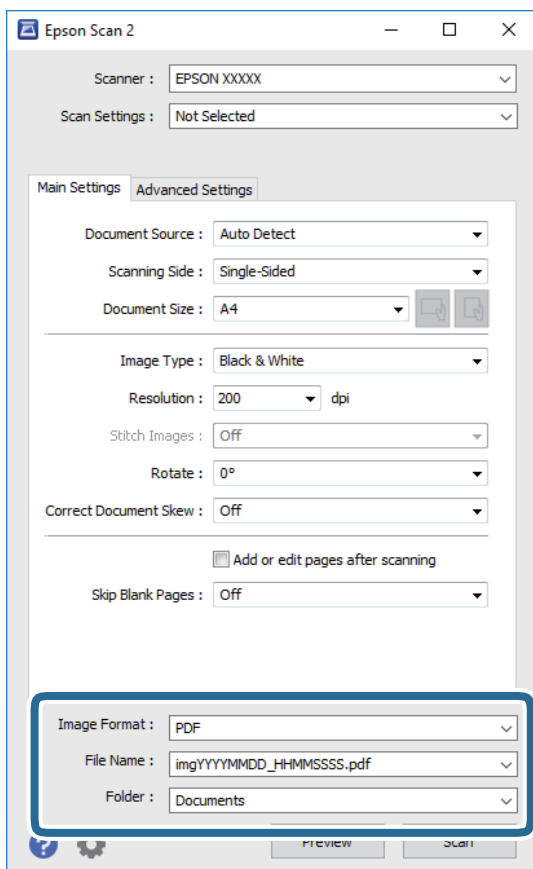 Epson Scan 2
Scanner : EPSON XXXXX
Scan Settings : Not Selected
Main Settings Advanced Settings
Document Source : Auto Detect
Scanning Side : Single-Sided
Document Size : A4
Image Type : Black & White
Resolution : 200 dpi
Stitch Images : Off
Rotate : 0°
Correct Document Skew : Off
Add or edit pages after scanning
Skip Blank Pages : Off
Image Format : PDF
File Name : imgYYYYMMDD_HHMMSSSS.pdf
Folder : Documents
? Preview Scan